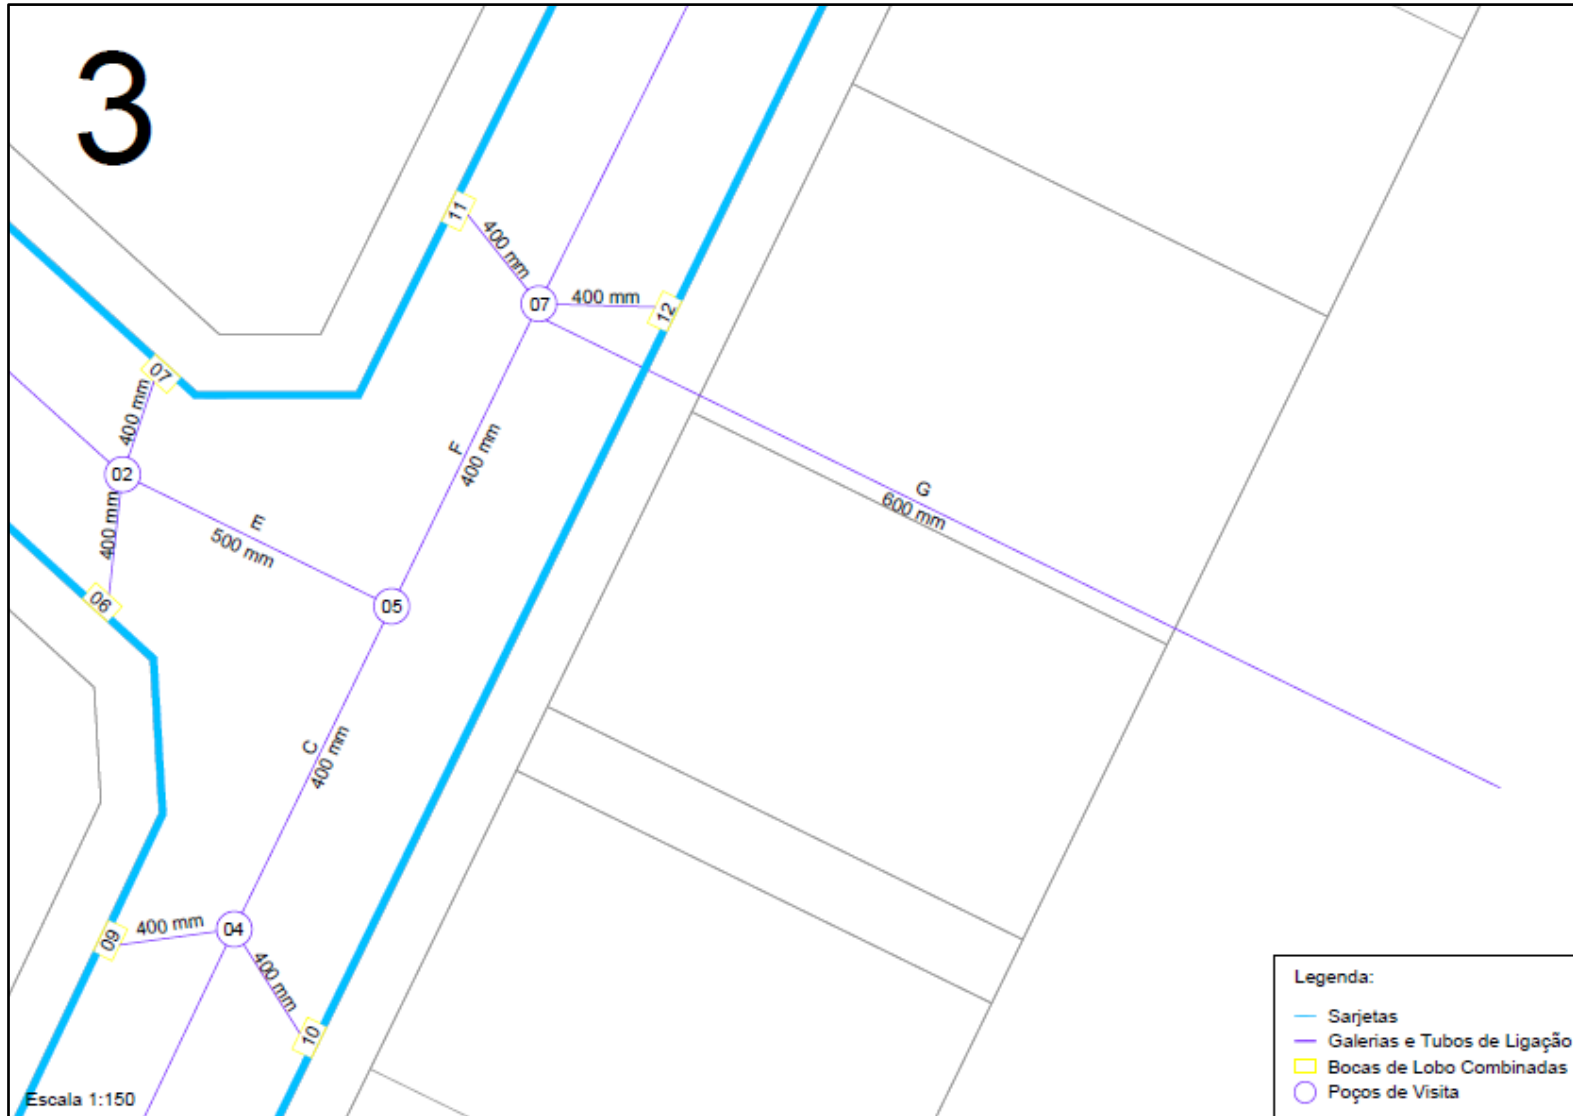 3
11
400 mm
07
400 mm
12
07
400 mm
02
F
400 mm
G
600 mm
400 mm
E
500 mm
06
05
C
400 mm
09
400 mm
04
400 mm
10
Escala 1:150
Legenda:
Sarjetas
Galerias e Tubos de Ligação
Bocas de Lobo Combinadas
Poços de Visita